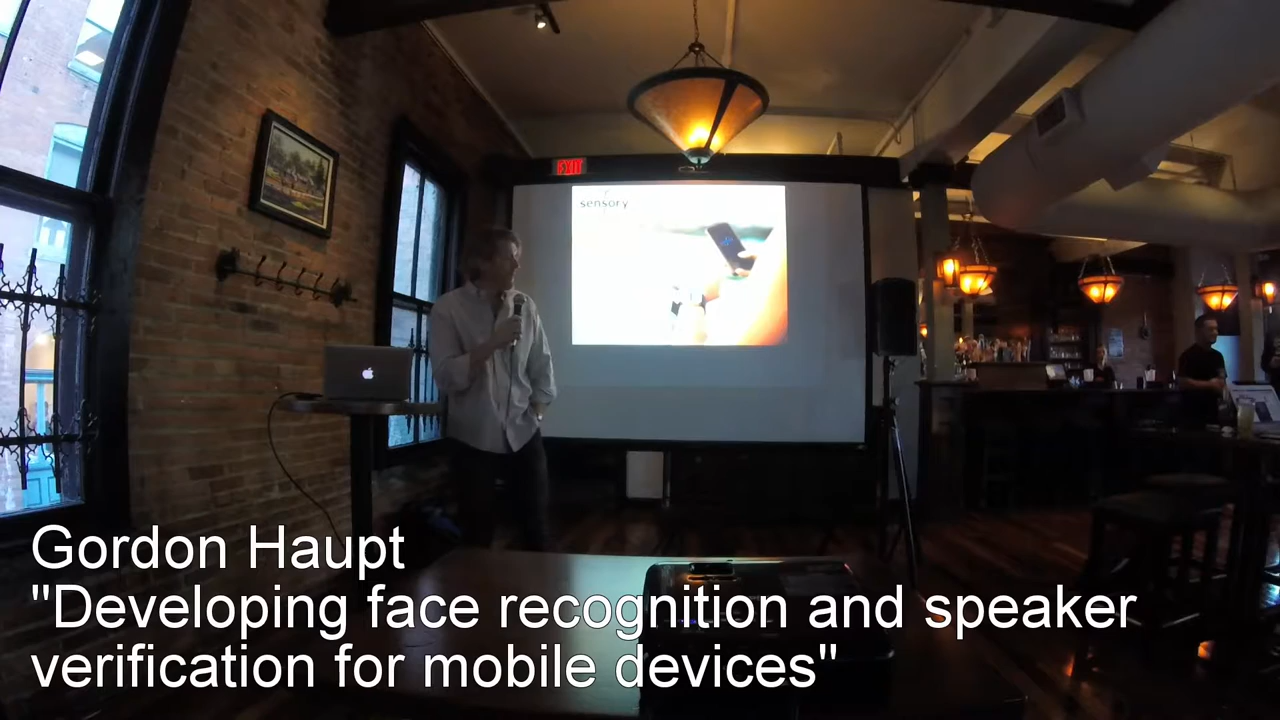 EXIT
sensory
Gordon Haupt
"Developing face recognition and speaker
verification for mobile devices"